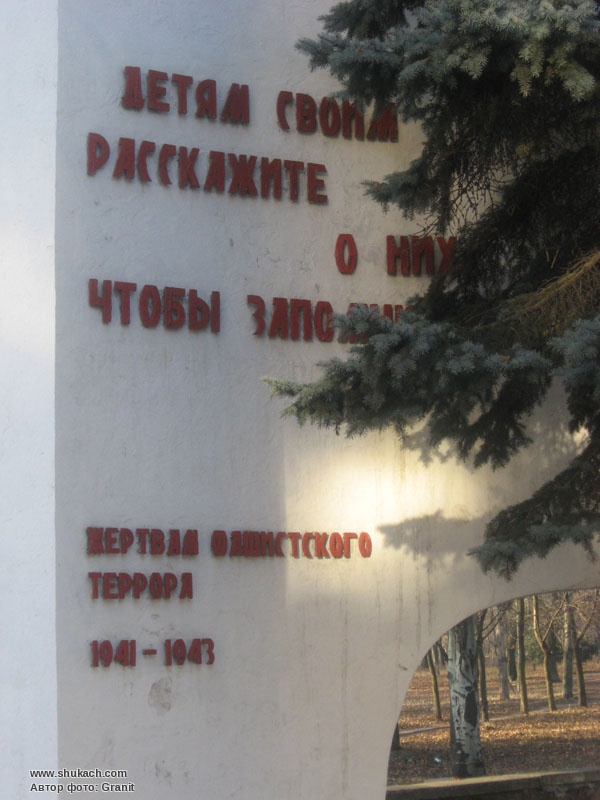 ДЕТЯМ СВОИМ
РАССКАЖИТЕ
О НИХ
ЧТОБЫ
ЖЕРТВАМ ФАШИСТСКОГО
ТЕРРОРА
1941 - 1943
www.shukach.com
Автор фото: Granit